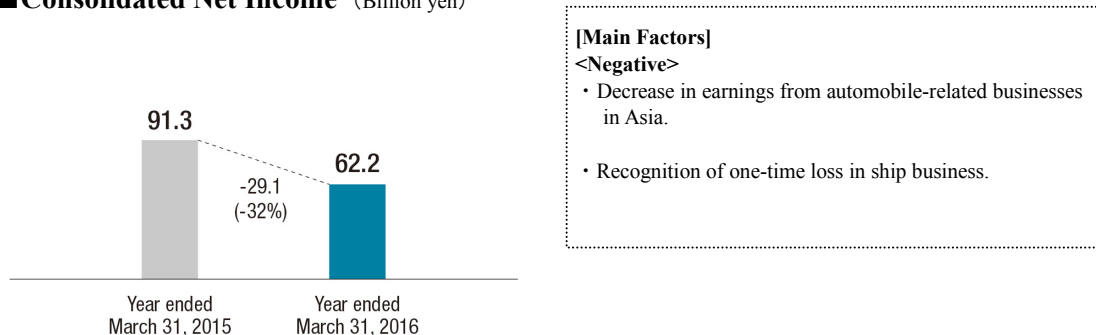 ■Consolidated Net Income （Billion yen）
91.3
62.2
-29.1
(-32%)
Year ended
March 31, 2015
Year ended
March 31, 2016
[Main Factors]
<Negative>
・Decrease in earnings from automobile-related businesses
in Asia.
・Recognition of one-time loss in ship business.